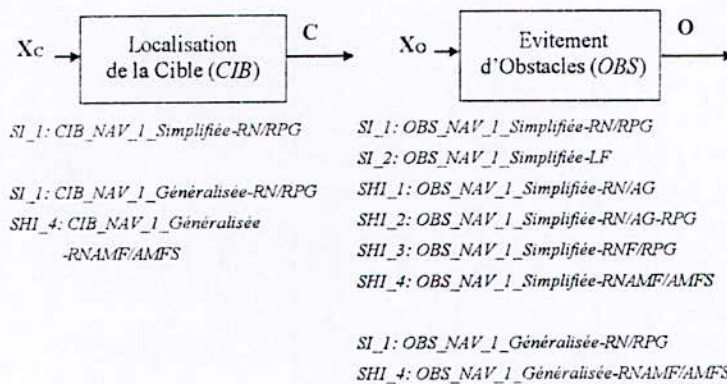 Xc
Localisation
de la Cible (CIB)
C
SI_1: CIB_NAV_1_Simplifiée-RN/RPG
SI_1: CIB_NAV_1_Généralisée-RN/RPG
SHI_4: CIB_NAV_1_Généralisée
-RNAMF/AMFS
Xo
Evitement
d'Obstacles (OBS)
O
SI_1: OBS_NAV_1_Simplifiée-RN/RPG
SI_2: OBS_NAV_1_Simplifiée-LF
SHI_1: OBS_NAV_1_Simplifiée-RN/AG
SHI_2: OBS_NAV_1_Simplifiée-RN/AG-RPG
SHI_3: OBS_NAV_1_Simplifiée-RNF/RPG
SHI_4: OBS_NAV_1_Simplifiée-RNAMF/AMFS
SI_1: OBS_NAV_1_Généralisée-RN/RPG
SHI_4: OBS_NAV_1_Généralisée-RNAMF/AMFS